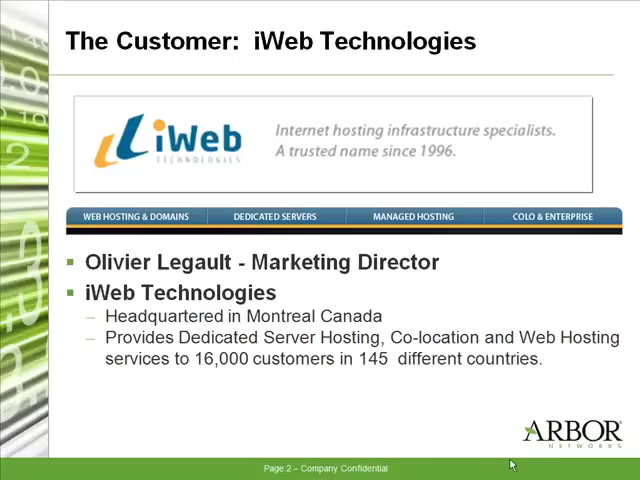 The Customer:  iWeb Technologies
iWeb
TECHNOLOGIES
Internet hosting infrastructure specialists.
A trusted name since 1996.
WEB HOSTING & DOMAINS
DEDICATED SERVERS
MANAGED HOSTING
COLO & ENTERPRISE
▪ Olivier Legault - Marketing Director
▪ iWeb Technologies
– Headquartered in Montreal Canada
– Provides Dedicated Server Hosting, Co-location and Web Hosting
services to 16,000 customers in 145  different countries.
ARBOR
NETWORKS
Page 2 – Company Confidential